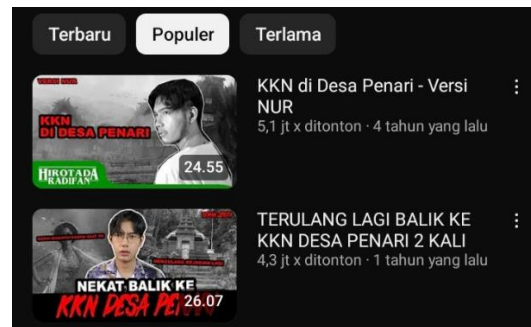 Terbaru
Populer
Terlama
VERSI NUR
KKN
DI DESA PENARI
HIROTADA
RADIFAN
24.55
KKN di Desa Penari - Versi
NUR
5,1 jt x ditonton · 4 tahun yang lalu
NEKAT BALIK KE
KKN DESA
26.07
TERULANG LAGI BALIK KE
KKN DESA PENARI 2 KALI
4,3 jt x ditonton · 1 tahun yang lalu